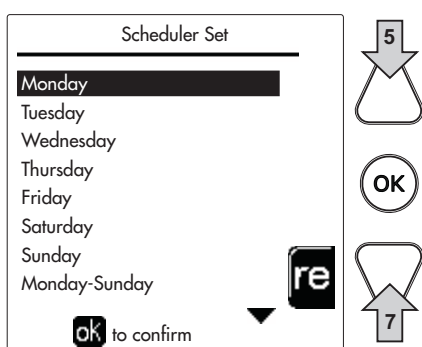 Scheduler Set
Monday
Tuesday
Wednesday
Thursday
Friday
Saturday
Sunday
Monday-Sunday
ok to confirm
re
5
OK
7